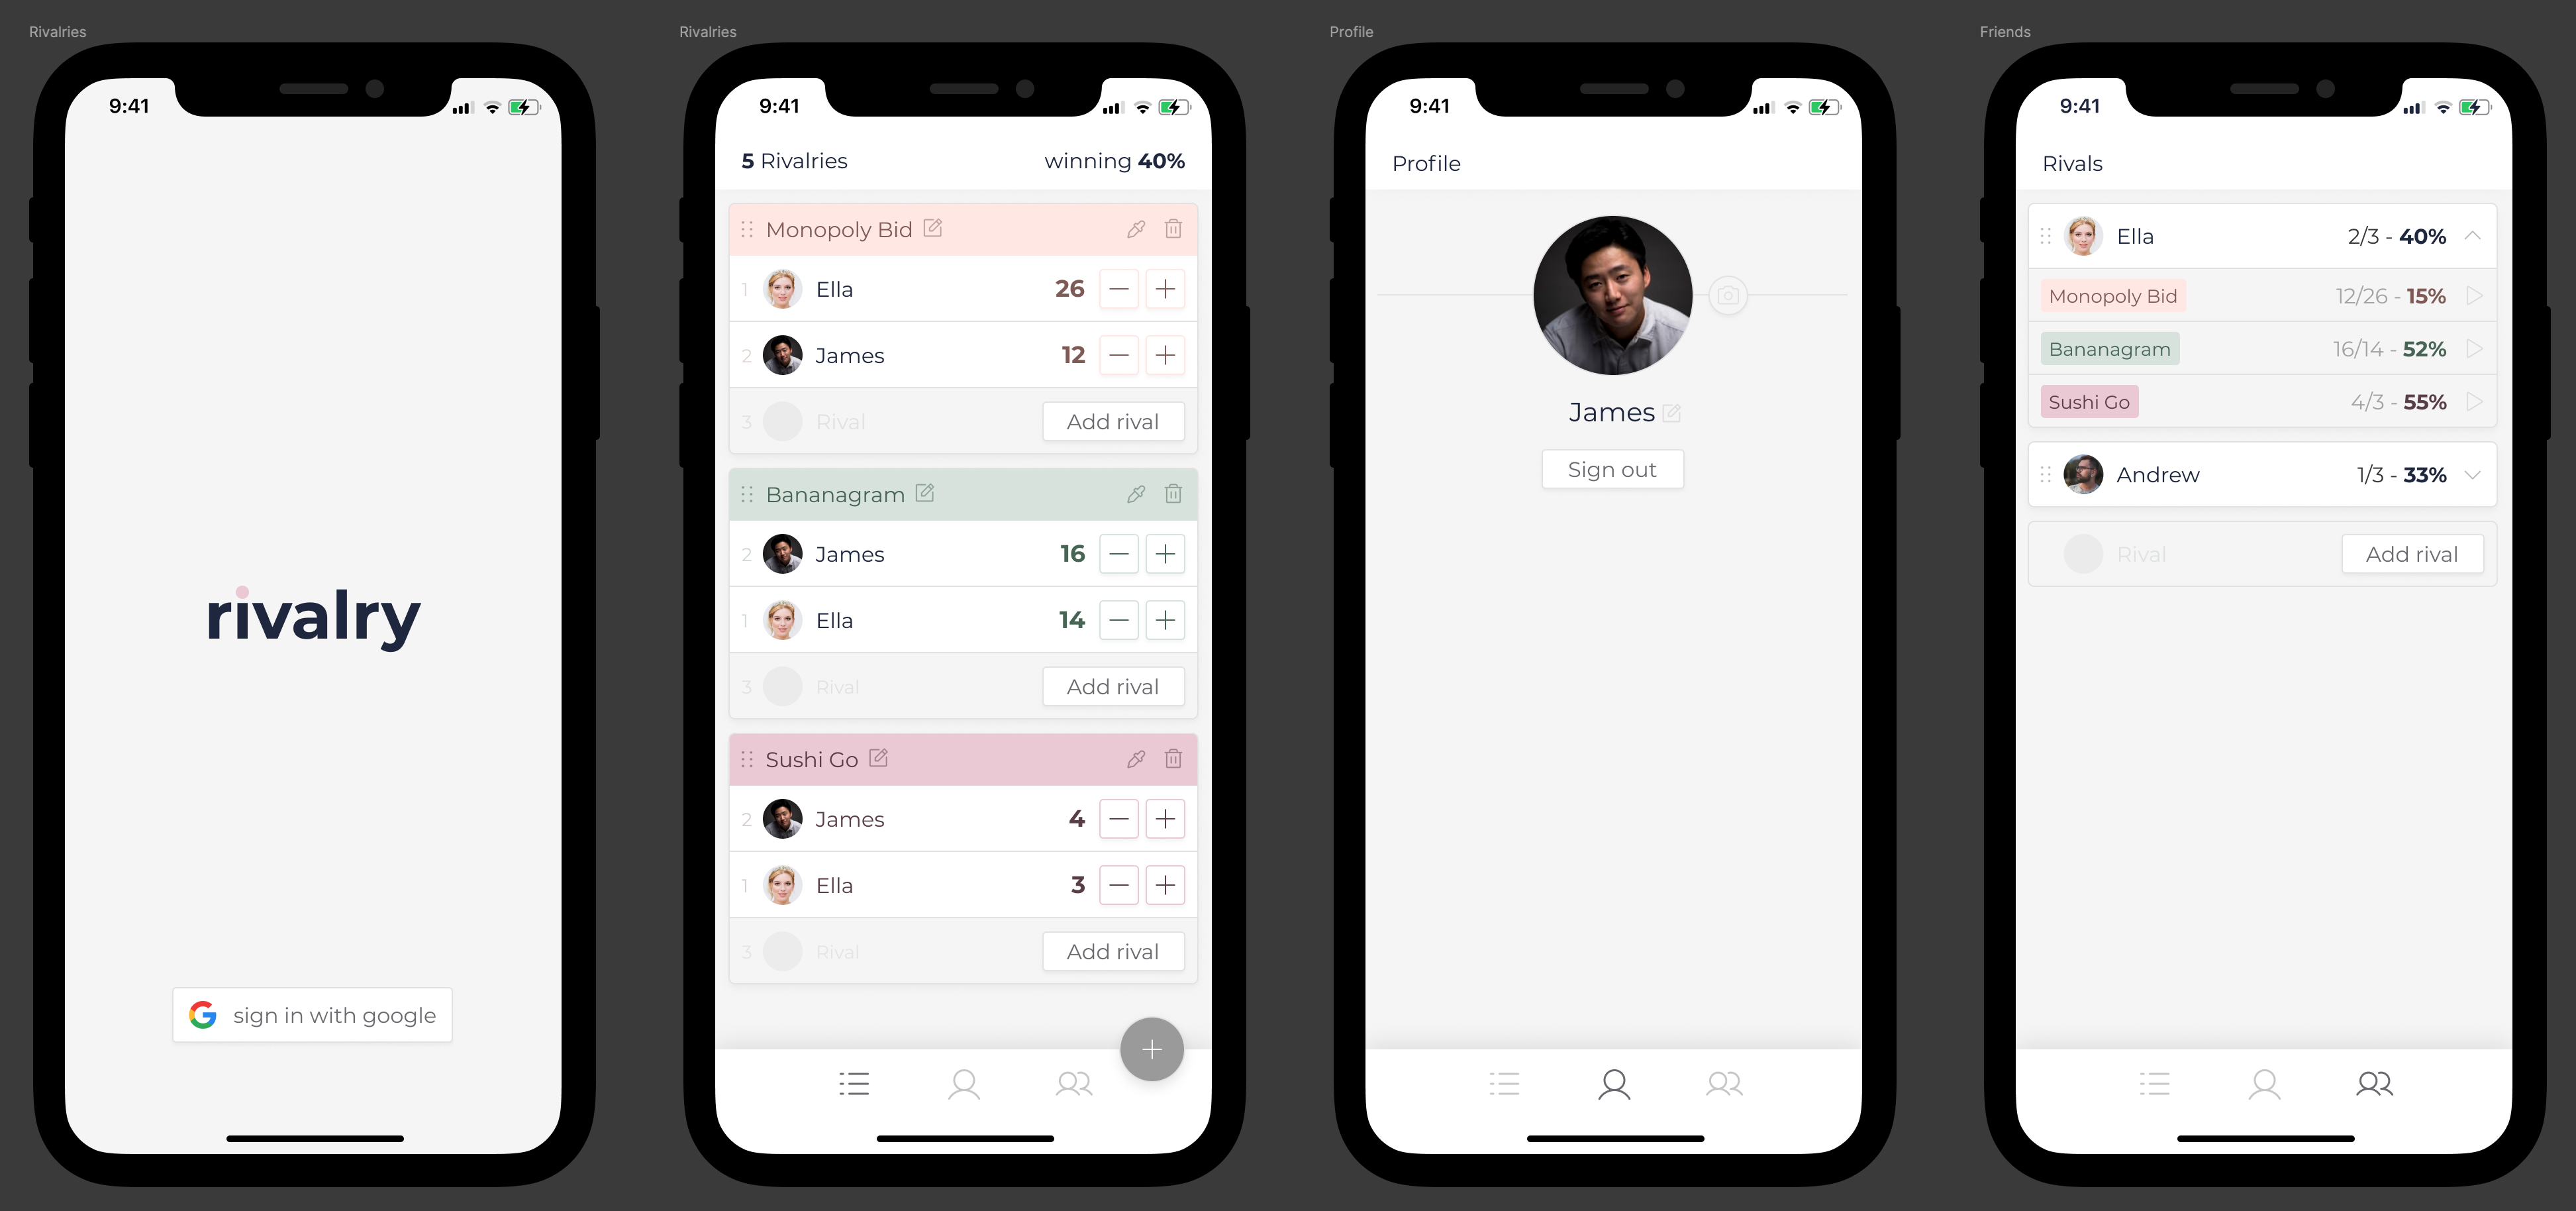 Rivalries
9:41
rivalry
sign in with google
Rivalries
9:41
5 Rivalries winning 40%
Monopoly Bid
1 Ella 26
2 James 12
3 Rival Add rival
Bananagram
2 James 16
1 Ella 14
3 Rival Add rival
Sushi Go
2 James 4
1 Ella 3
3 Rival Add rival
Profile
9:41
Profile
James
Sign out
Friends
9:41
Rivals
Ella 2/3 - 40%
Monopoly Bid 12/26 - 15%
Bananagram 16/14 - 52%
Sushi Go 4/3 - 55%
Andrew 1/3 - 33%
Rival Add rival